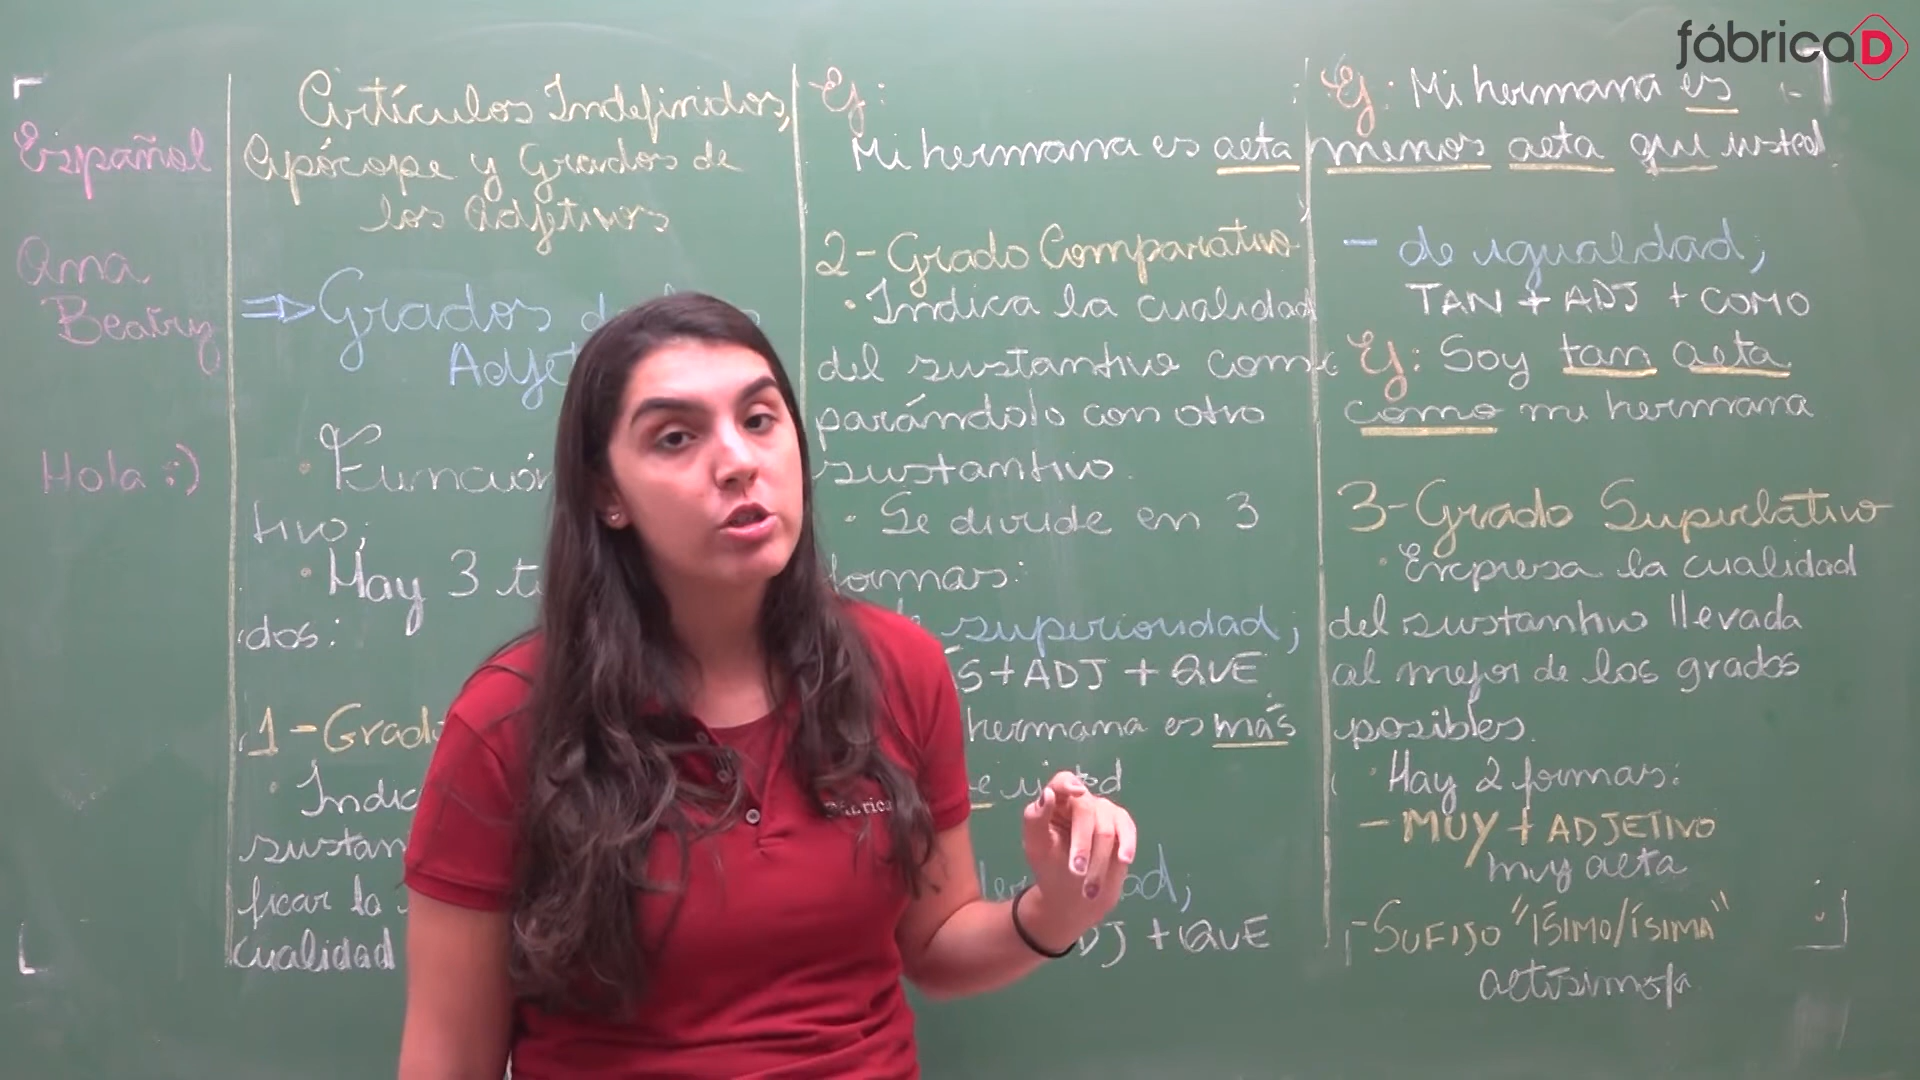 fábricaD
Español
Ana
Beatriz
Hola :)
Artículos Indefinidos,
Apócope y Grados de
los Adjetivos
⇒ Grados
Adjet
• Función
tivo;
• Hay 3 t
dos:
1 - Grad
• Indic
sustan
ficar la
cualidad
Ej:
Mi hermana es alta
2 - Grado Comparativo
• Indica la cualidad
del sustantivo com
parándolo con otro
sustantivo.
• Se divide en 3
formas:
superioridad;
S + ADJ + QUE
hermana es más
e usted
ad;
DJ + QUE
Ej: Mi hermana es
menos alta que usted
- de igualdad;
TAN + ADJ + COMO
Ej: Soy tan alta
como mi hermana
3 - Grado Superlativo
• Expresa la cualidad
del sustantivo llevada
al mejor de los grados
posibles.
• Hay 2 formas:
- MUY + ADJETIVO
muy alta
- SUFIJO "ÍSIMO/ÍSIMA"
altísimo/a
Fábrica